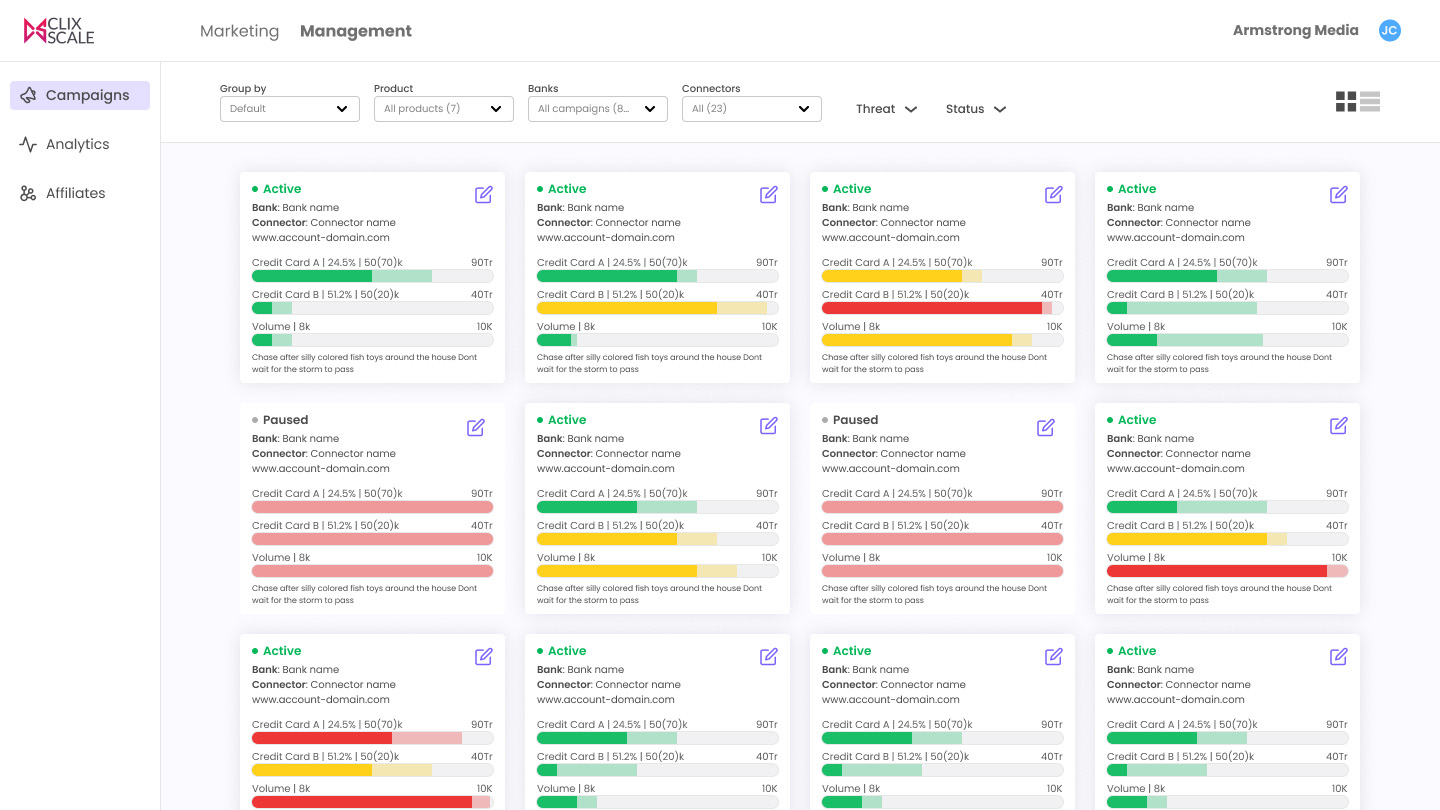 CLIX
SCALE
Marketing Management
Armstrong Media JC
Campaigns
Analytics
Affiliates
Group by Product Banks Connectors
Default All products (7) All campaigns (8... All (23) Threat Status
Active
Bank: Bank name
Connector: Connector name
www.account-domain.com
Credit Card A | 24.5% | 50(70)k 90Tr
Credit Card B | 51.2% | 50(20)k 40Tr
Volume | 8k 10K
Chase after silly colored fish toys around the house Dont
wait for the storm to pass
Active
Bank: Bank name
Connector: Connector name
www.account-domain.com
Credit Card A | 24.5% | 50(70)k 90Tr
Credit Card B | 51.2% | 50(20)k 40Tr
Volume | 8k 10K
Chase after silly colored fish toys around the house Dont
wait for the storm to pass
Active
Bank: Bank name
Connector: Connector name
www.account-domain.com
Credit Card A | 24.5% | 50(70)k 90Tr
Credit Card B | 51.2% | 50(20)k 40Tr
Volume | 8k 10K
Chase after silly colored fish toys around the house Dont
wait for the storm to pass
Active
Bank: Bank name
Connector: Connector name
www.account-domain.com
Credit Card A | 24.5% | 50(70)k 90Tr
Credit Card B | 51.2% | 50(20)k 40Tr
Volume | 8k 10K
Chase after silly colored fish toys around the house Dont
wait for the storm to pass
Paused
Bank: Bank name
Connector: Connector name
www.account-domain.com
Credit Card A | 24.5% | 50(70)k 90Tr
Credit Card B | 51.2% | 50(20)k 40Tr
Volume | 8k 10K
Chase after silly colored fish toys around the house Dont
wait for the storm to pass
Active
Bank: Bank name
Connector: Connector name
www.account-domain.com
Credit Card A | 24.5% | 50(70)k 90Tr
Credit Card B | 51.2% | 50(20)k 40Tr
Volume | 8k 10K
Chase after silly colored fish toys around the house Dont
wait for the storm to pass
Paused
Bank: Bank name
Connector: Connector name
www.account-domain.com
Credit Card A | 24.5% | 50(70)k 90Tr
Credit Card B | 51.2% | 50(20)k 40Tr
Volume | 8k 10K
Chase after silly colored fish toys around the house Dont
wait for the storm to pass
Active
Bank: Bank name
Connector: Connector name
www.account-domain.com
Credit Card A | 24.5% | 50(70)k 90Tr
Credit Card B | 51.2% | 50(20)k 40Tr
Volume | 8k 10K
Chase after silly colored fish toys around the house Dont
wait for the storm to pass
Active
Bank: Bank name
Connector: Connector name
www.account-domain.com
Credit Card A | 24.5% | 50(70)k 90Tr
Credit Card B | 51.2% | 50(20)k 40Tr
Volume | 8k 10K
Active
Bank: Bank name
Connector: Connector name
www.account-domain.com
Credit Card A | 24.5% | 50(70)k 90Tr
Credit Card B | 51.2% | 50(20)k 40Tr
Volume | 8k 10K
Active
Bank: Bank name
Connector: Connector name
www.account-domain.com
Credit Card A | 24.5% | 50(70)k 90Tr
Credit Card B | 51.2% | 50(20)k 40Tr
Volume | 8k 10K
Active
Bank: Bank name
Connector: Connector name
www.account-domain.com
Credit Card A | 24.5% | 50(70)k 90Tr
Credit Card B | 51.2% | 50(20)k 40Tr
Volume | 8k 10K